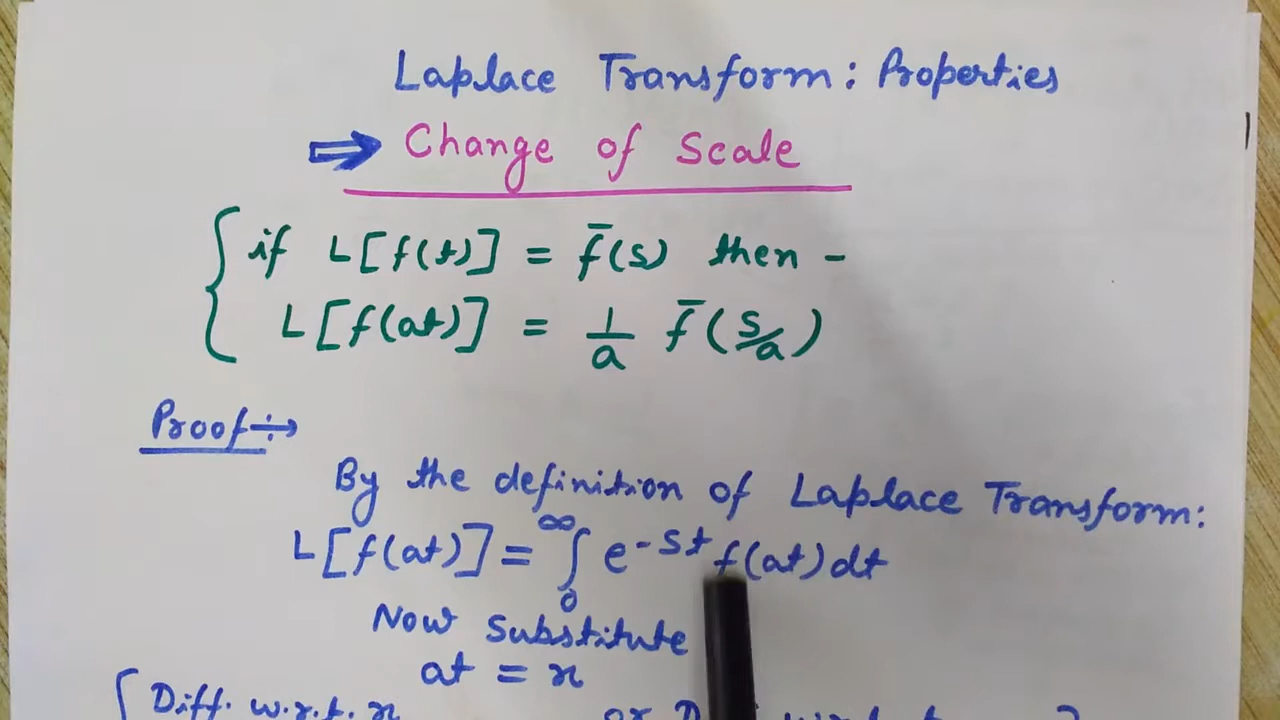 Laplace Transform: Properties
⇒ Change of Scale
if L[f(t)] = f̄(s) then -
L[f(at)] = 1/a f̄(s/a)
Proof ÷→
By the definition of Laplace Transform:
L[f(at)] = ∫₀^∞ e^-st f(at) dt
Now Substitute
at = x
Diff. w.r.t. x or